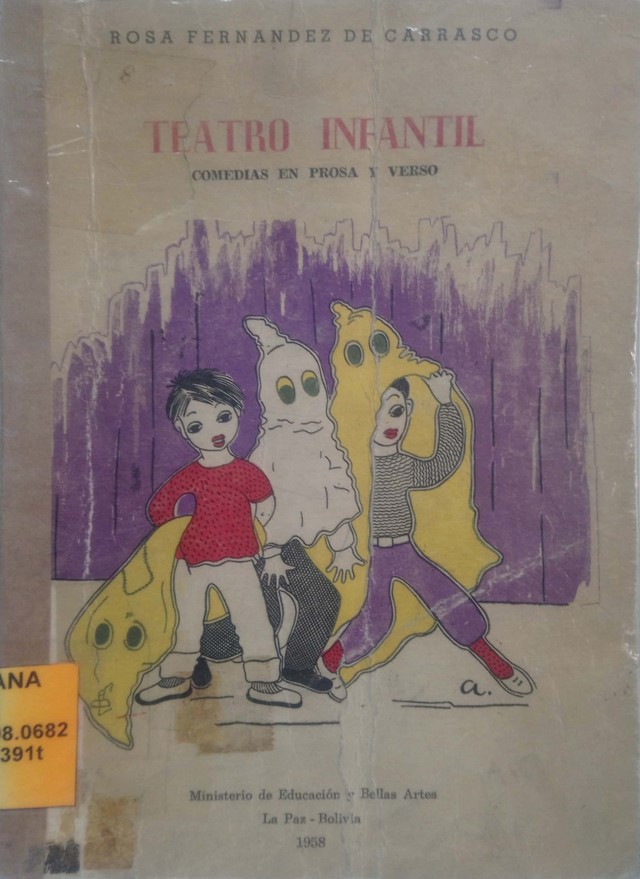 ROSA FERNANDEZ DE CARRASCO
TEATRO INFANTIL
COMEDIAS EN PROSA Y VERSO
a.
ANA
08.0682
391t
Ministerio de Educación y Bellas Artes
La Paz - Bolivia
1958